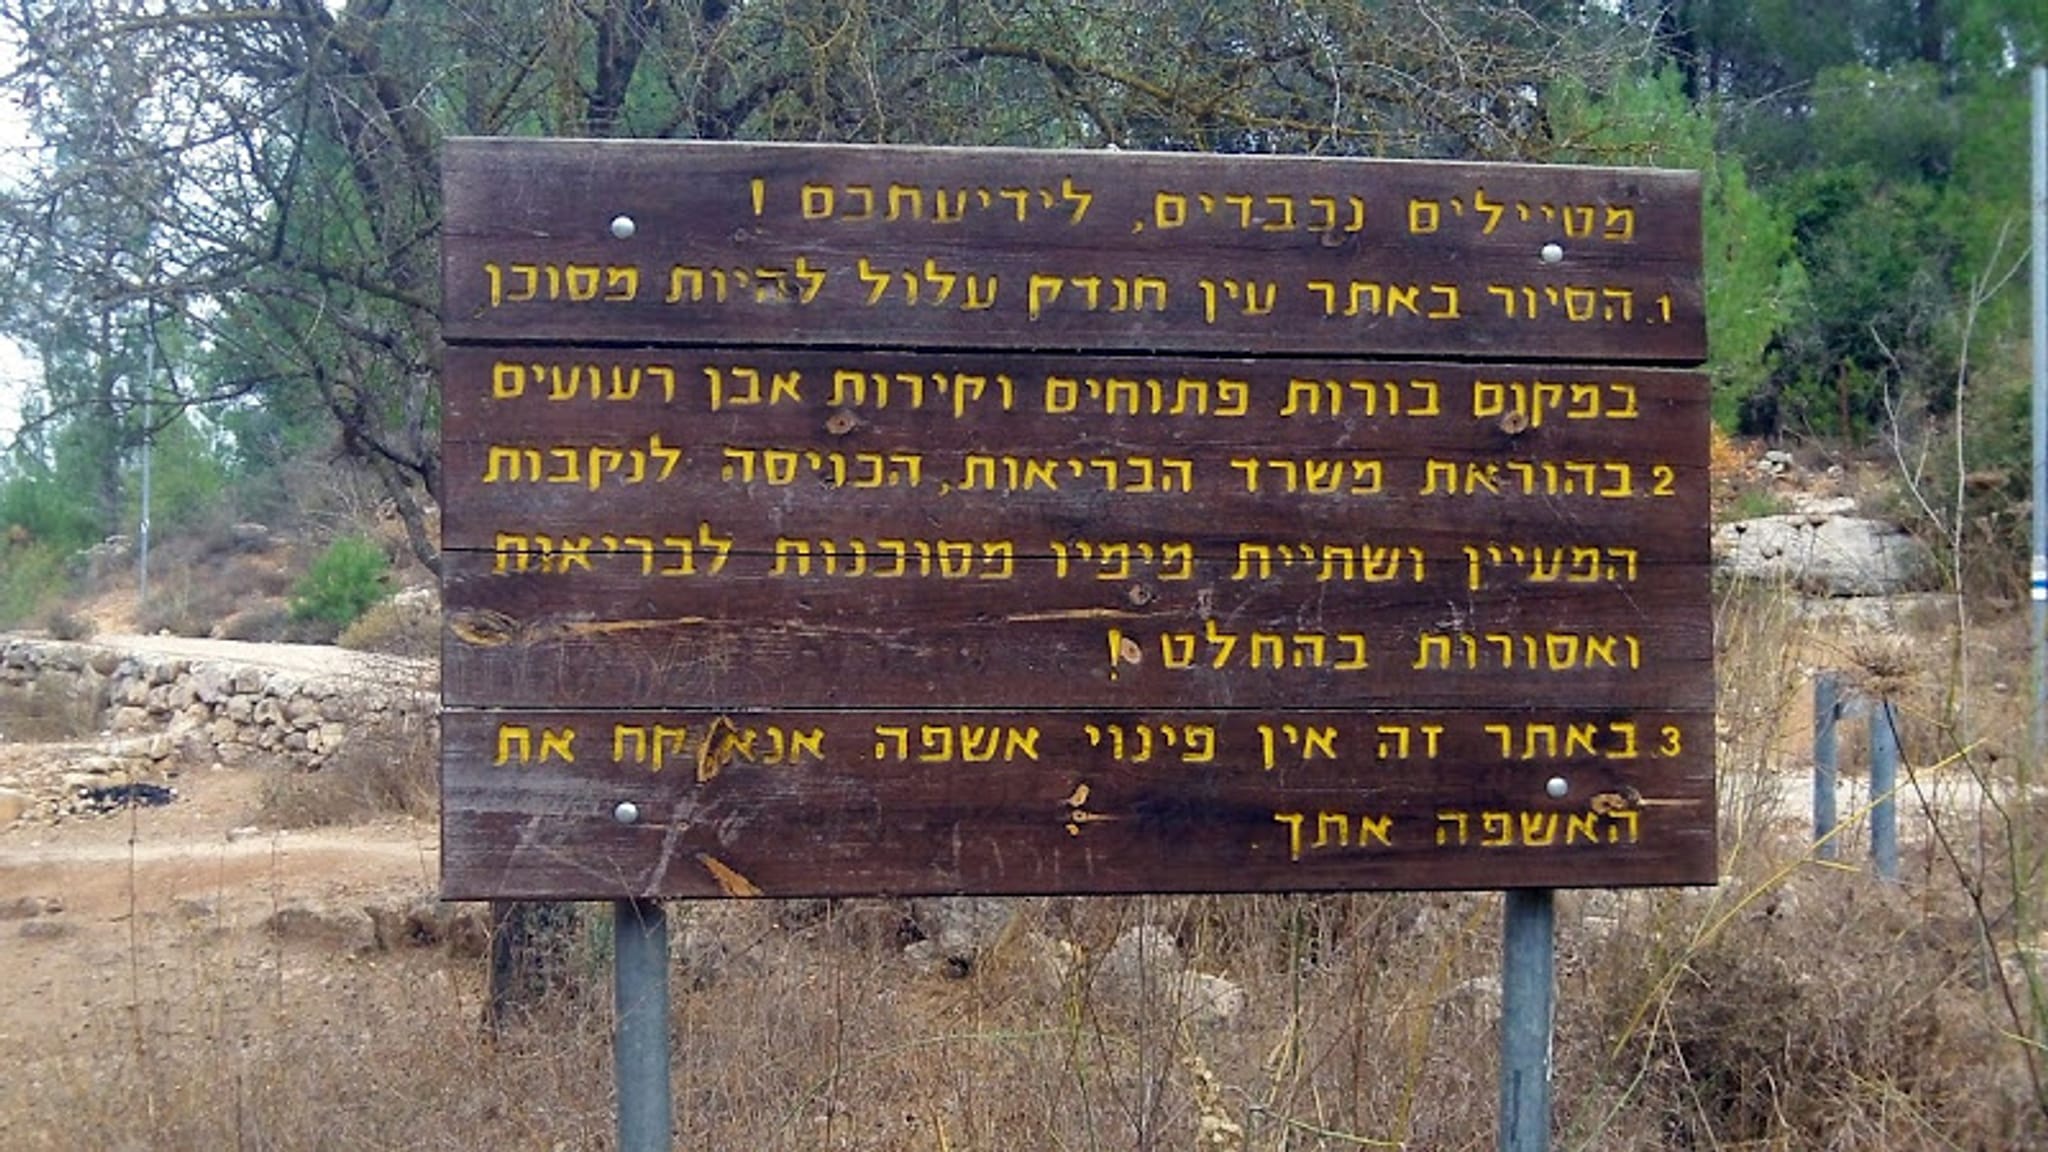 מטיילים נכבדים, לידיעתכם !
1. הסיור באתר עין חנדק עלול להיות מסוכן,
במקום בורות פתוחים וקירות אבן רעועים
2. בהוראת משרד הבריאות, הכניסה לנקבות
המעיין ושתיית מימיו מסוכנות לבריאות
ואסורות בהחלט !
3. באתר זה אין פינוי אשפה. אנא קח את
האשפה אתך.